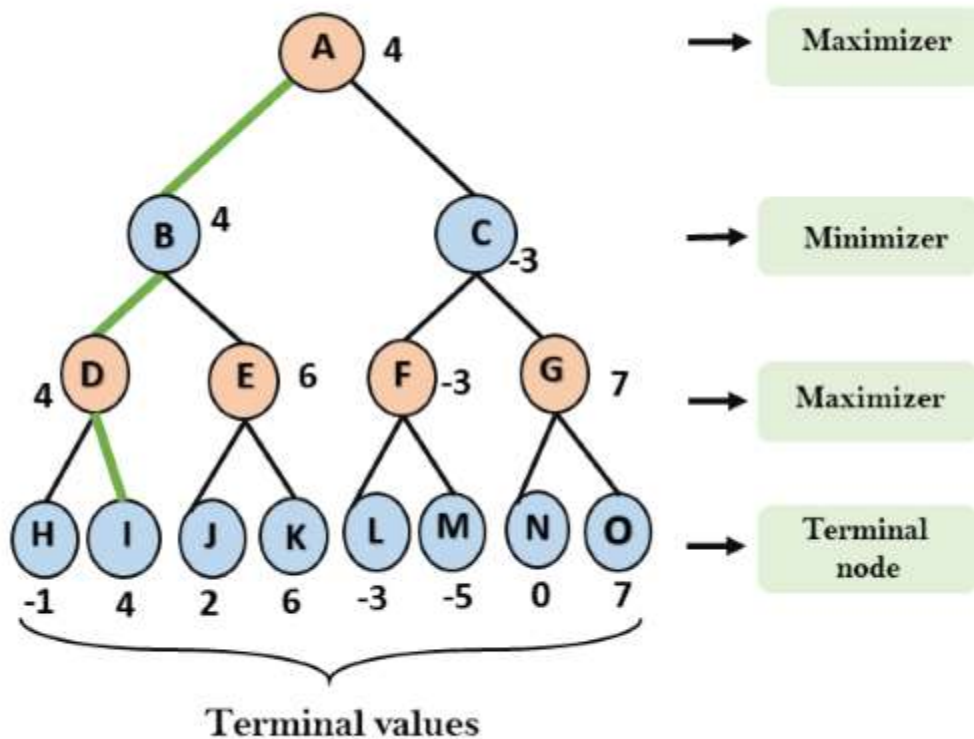 A 4 Maximizer
B 4 C -3 Minimizer
D 4 E 6 F -3 G 7 Maximizer
H I J K L M N O Terminal
node
-1 4 2 6 -3 -5 0 7
Terminal values